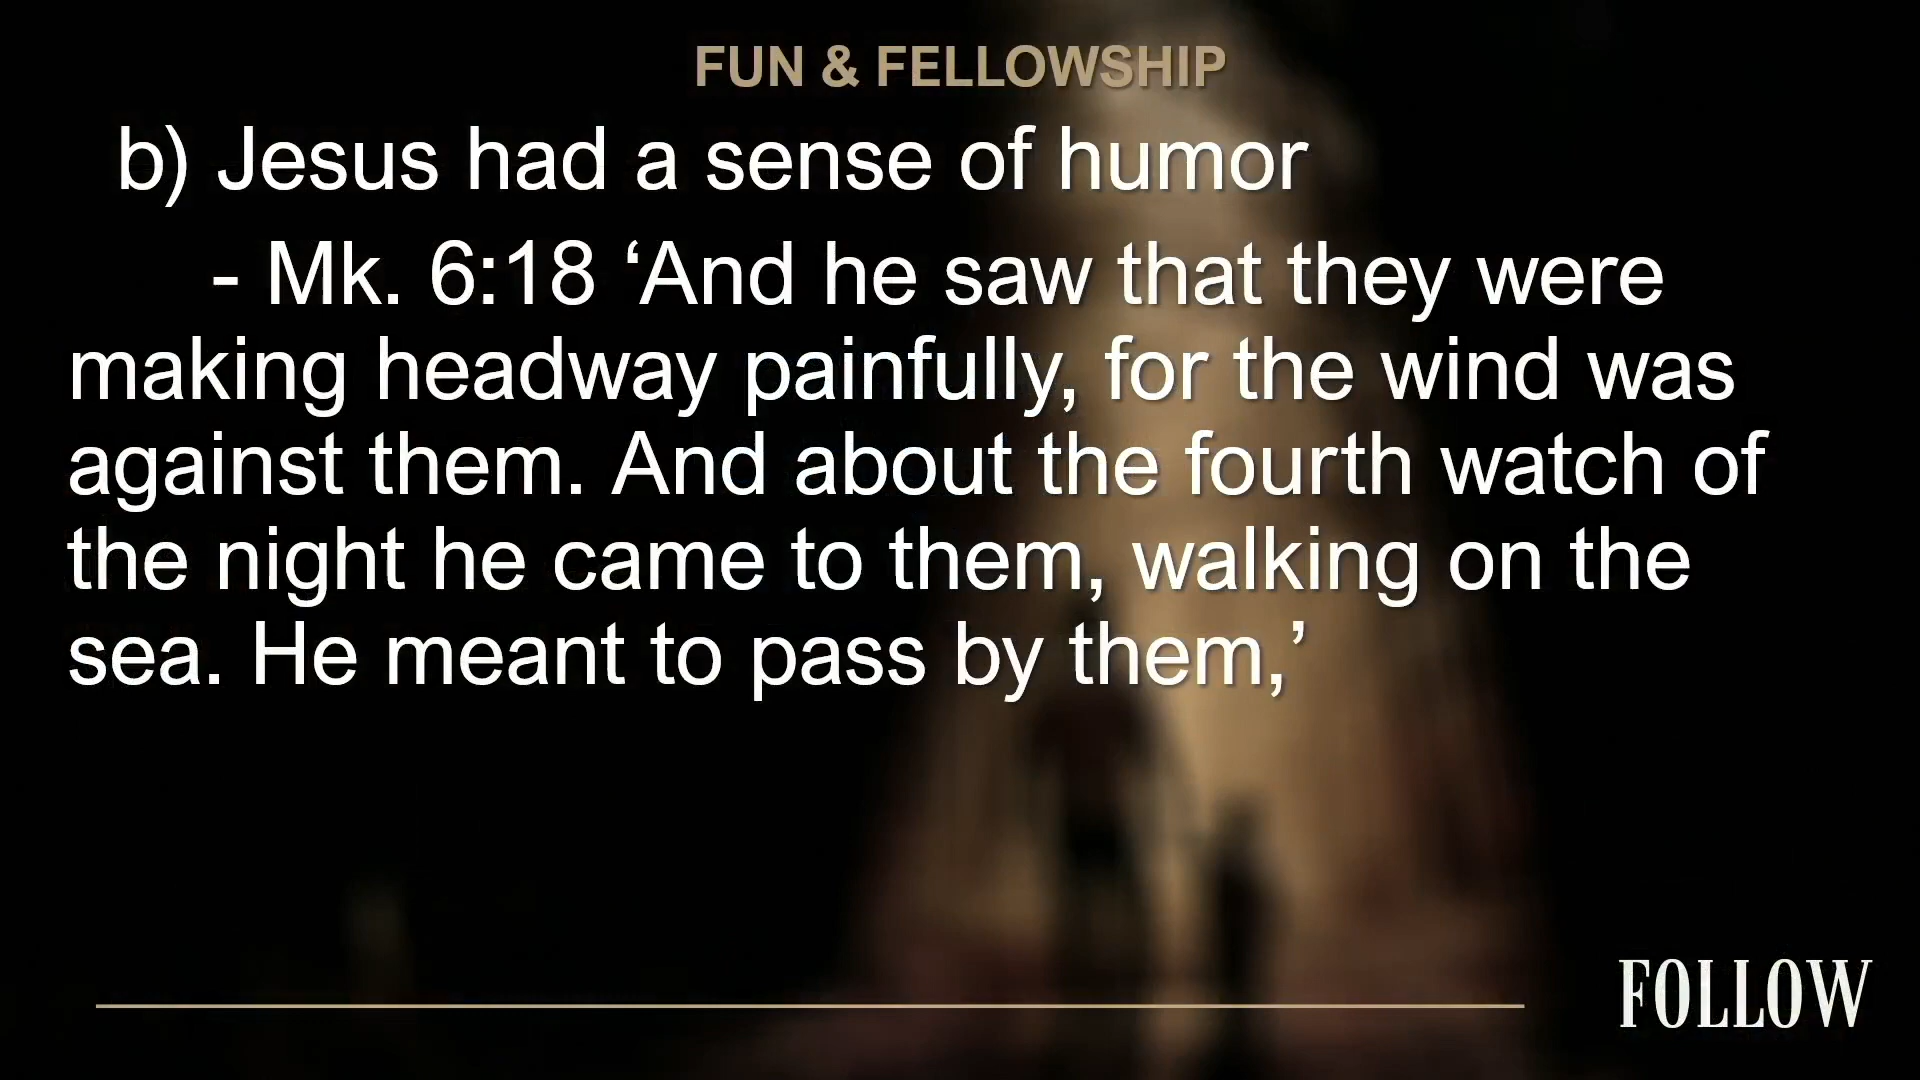 FUN & FELLOWSHIP
b) Jesus had a sense of humor
- Mk. 6:18 ‘And he saw that they were
making headway painfully, for the wind was
against them. And about the fourth watch of
the night he came to them, walking on the
sea. He meant to pass by them,’
FOLLOW